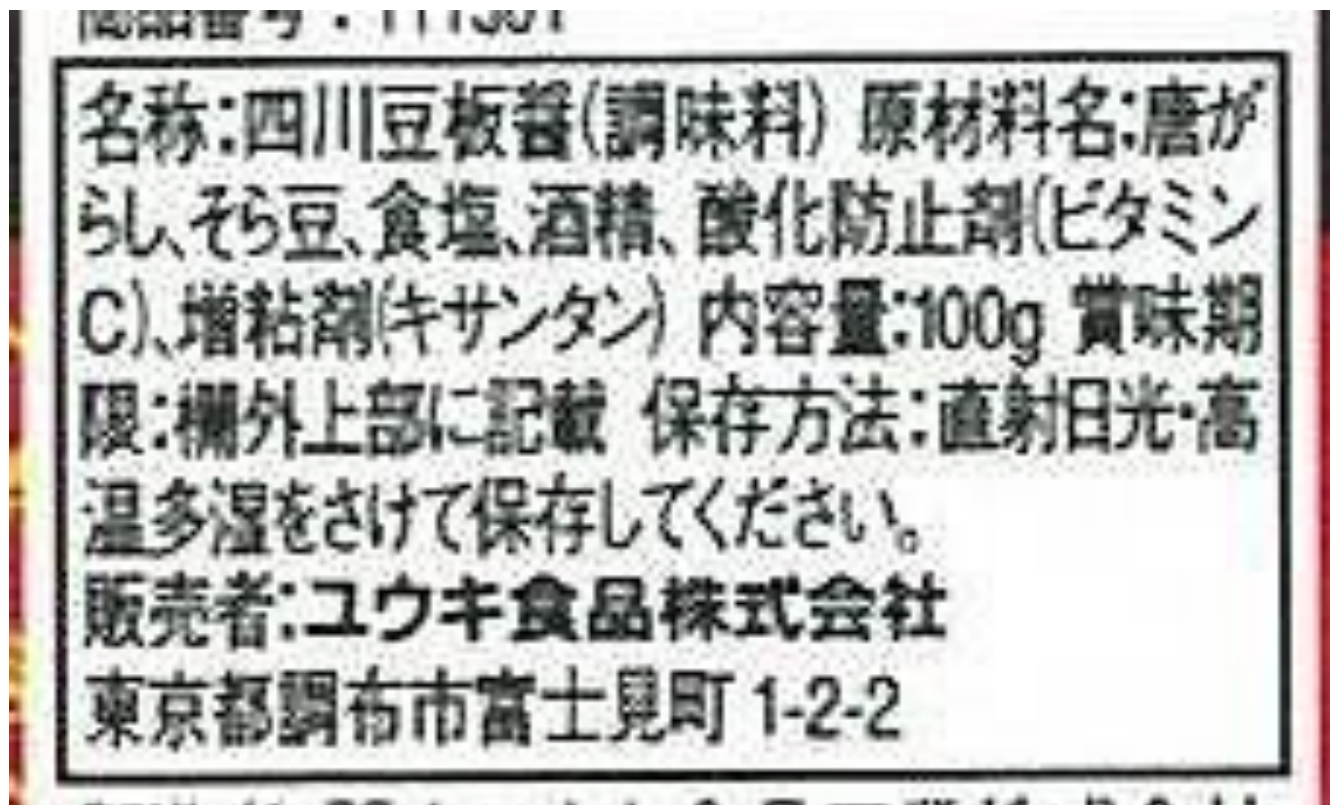 商品番号：111301
名称:四川豆板醤(調味料) 原材料名:唐が
らし、そら豆、食塩、酒精、酸化防止剤(ビタミン
C)、増粘剤(キサンタン) 内容量:100g 賞味期
限:欄外上部に記載 保存方法:直射日光・高
温多湿をさけて保存してください。
販売者:ユウキ食品株式会社
東京都調布市富士見町1-2-2